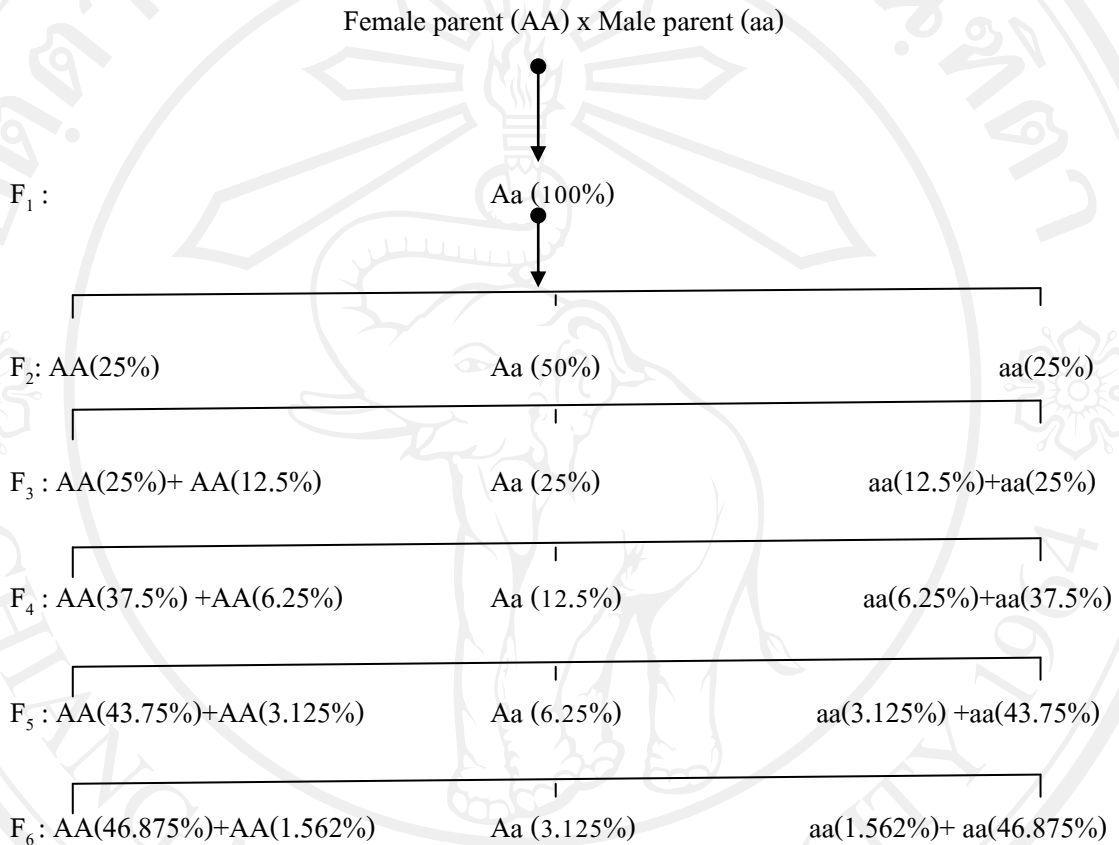 Female parent (AA) x Male parent (aa)
F₁ : Aa (100%)
F₂: AA(25%) Aa (50%) aa(25%)
F₃ : AA(25%)+ AA(12.5%) Aa (25%) aa(12.5%)+aa(25%)
F₄ : AA(37.5%) +AA(6.25%) Aa (12.5%) aa(6.25%)+aa(37.5%)
F₅ : AA(43.75%)+AA(3.125%) Aa (6.25%) aa(3.125%) +aa(43.75%)
F₆: AA(46.875%)+AA(1.562%) Aa (3.125%) aa(1.562%)+ aa(46.875%)
1964